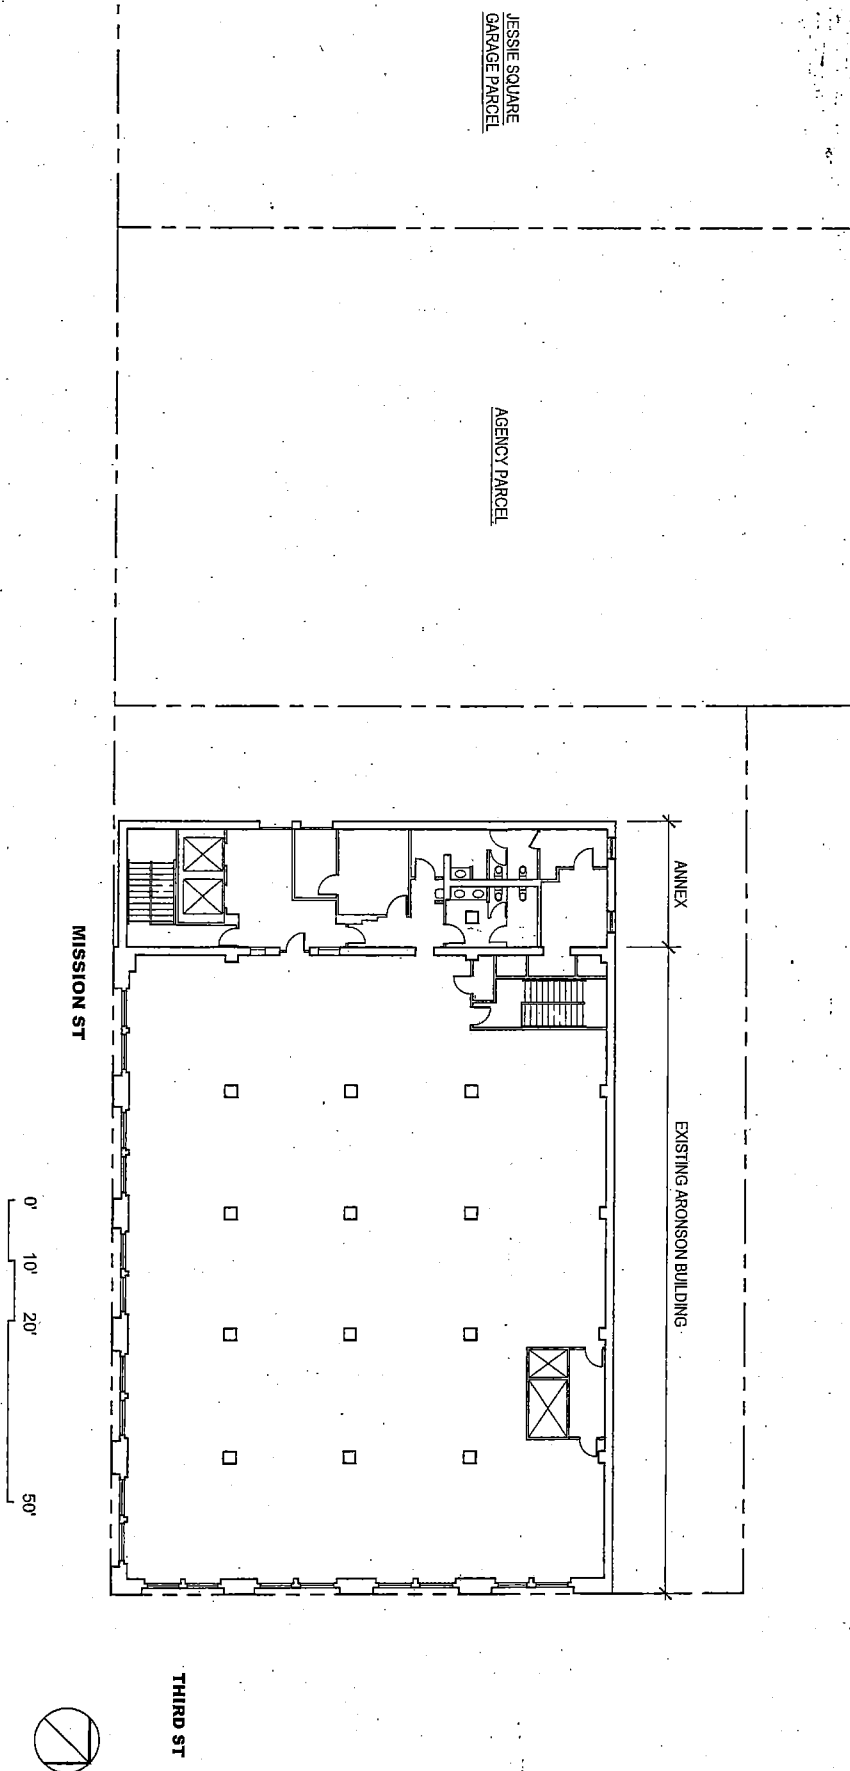 JESSIE SQUARE
GARAGE PARCEL
AGENCY PARCEL
ANNEX
EXISTING ARONSON BUILDING
MISSION ST
THIRD ST
0'
10'
20'
50'